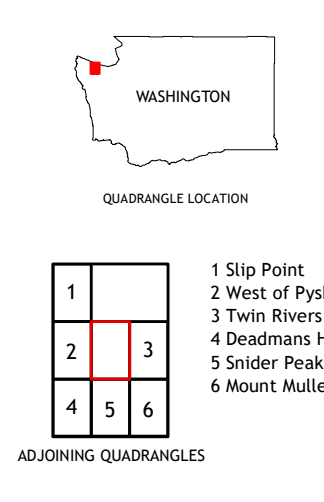 WASHINGTON
QUADRANGLE LOCATION
1
2
3
4
5
6
1 Slip Point
2 West of
3 Twin Rivers
4 Deadmans
5 Snider Peak
6 Mount
ADJOINING QUADRANGLES